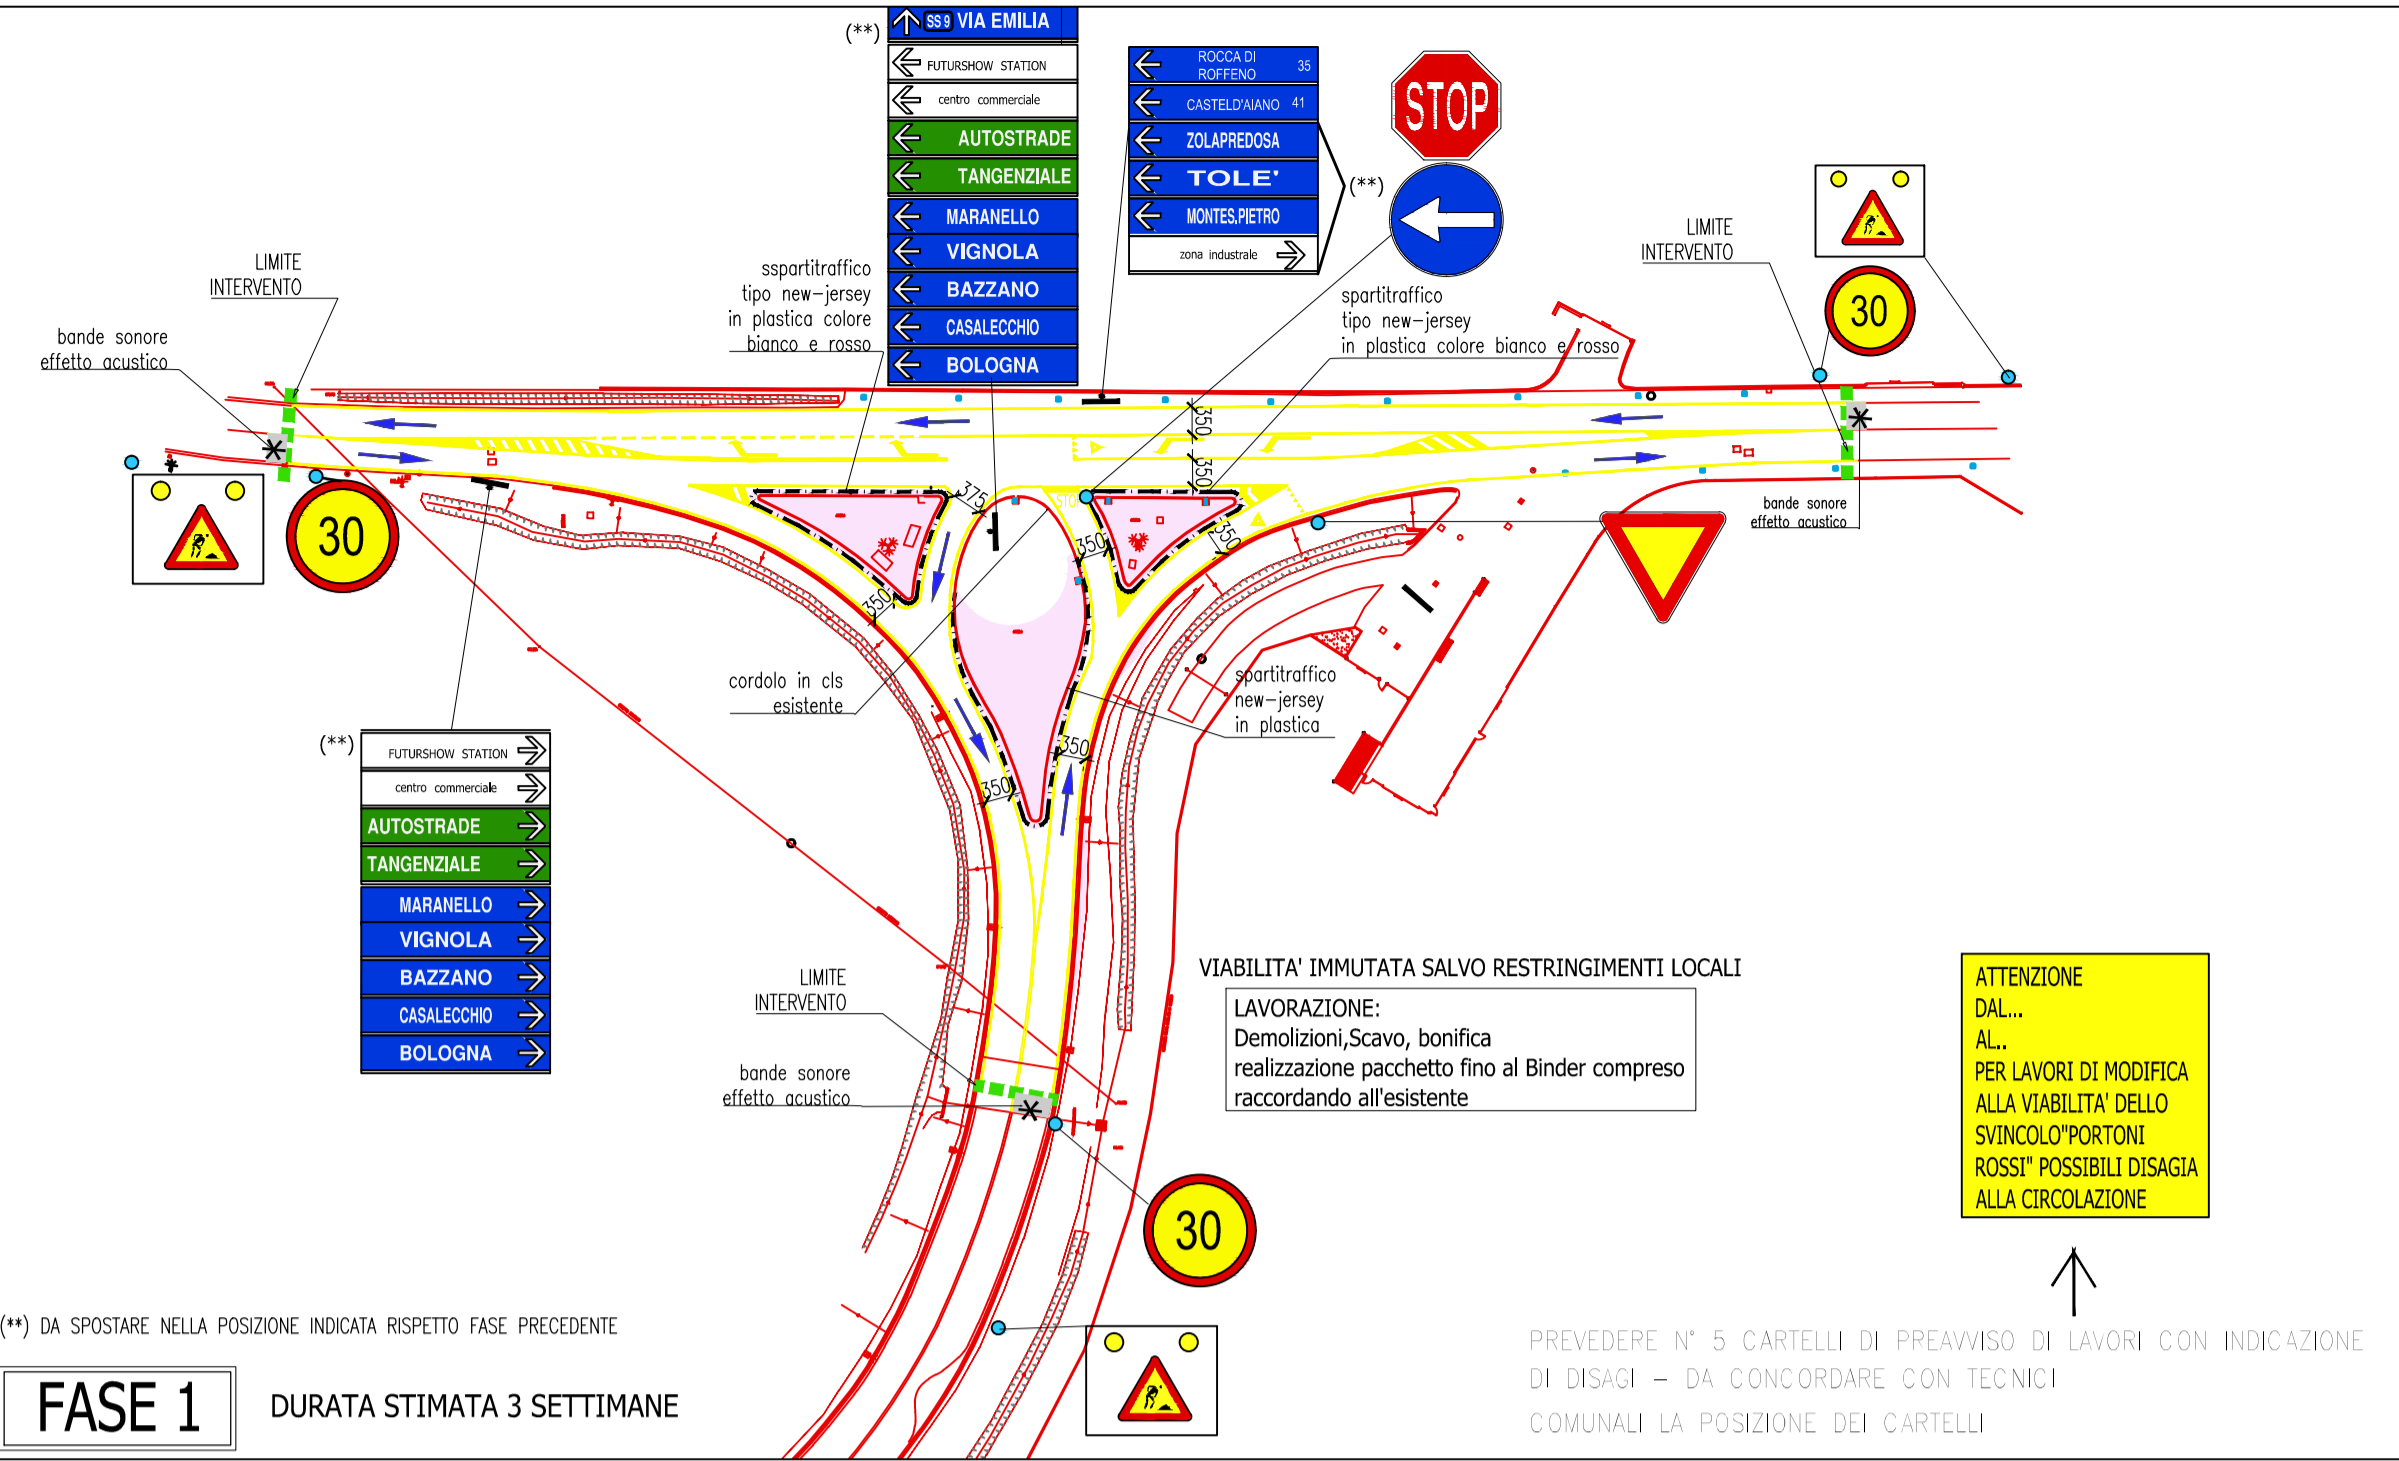 (**)
SS 9 VIA EMILIA
FUTURSHOW STATION
centro commerciale
AUTOSTRADE
TANGENZIALE
MARANELLO
VIGNOLA
BAZZANO
CASALECCHIO
BOLOGNA
ROCCA DI
ROFFENO 35
CASTELD'AIANO 41
ZOLAPREDOSA
TOLE'
MONTES.PIETRO
zona industriale
(**)
STOP
LIMITE
INTERVENTO
30
LIMITE
INTERVENTO
bande sonore
effetto acustico
sspartitraffico
tipo new-jersey
in plastica colore
bianco e rosso
spartitraffico
tipo new-jersey
in plastica colore bianco e rosso
350
350
375
STOP
350
350
350
bande sonore
effetto acustico
30
cordolo in cls
esistente
spartitraffico
new-jersey
in plastica
350
350
(**)
FUTURSHOW STATION
centro commerciale
AUTOSTRADE
TANGENZIALE
MARANELLO
VIGNOLA
BAZZANO
CASALECCHIO
BOLOGNA
LIMITE
INTERVENTO
bande sonore
effetto acustico
VIABILITA' IMMUTATA SALVO RESTRINGIMENTI LOCALI
LAVORAZIONE:
Demolizioni,Scavo, bonifica
realizzazione pacchetto fino al Binder compreso
raccordando all'esistente
ATTENZIONE
DAL...
AL..
PER LAVORI DI MODIFICA
ALLA VIABILITA' DELLO
SVINCOLO"PORTONI
ROSSI" POSSIBILI DISAGIA
ALLA CIRCOLAZIONE
30
(**) DA SPOSTARE NELLA POSIZIONE INDICATA RISPETTO FASE PRECEDENTE
FASE 1
DURATA STIMATA 3 SETTIMANE
PREVEDERE N° 5 CARTELLI DI PREAVVISO DI LAVORI CON INDICAZIONE
DI DISAGI - DA CONCORDARE CON TECNICI
COMUNALI LA POSIZIONE DEI CARTELLI